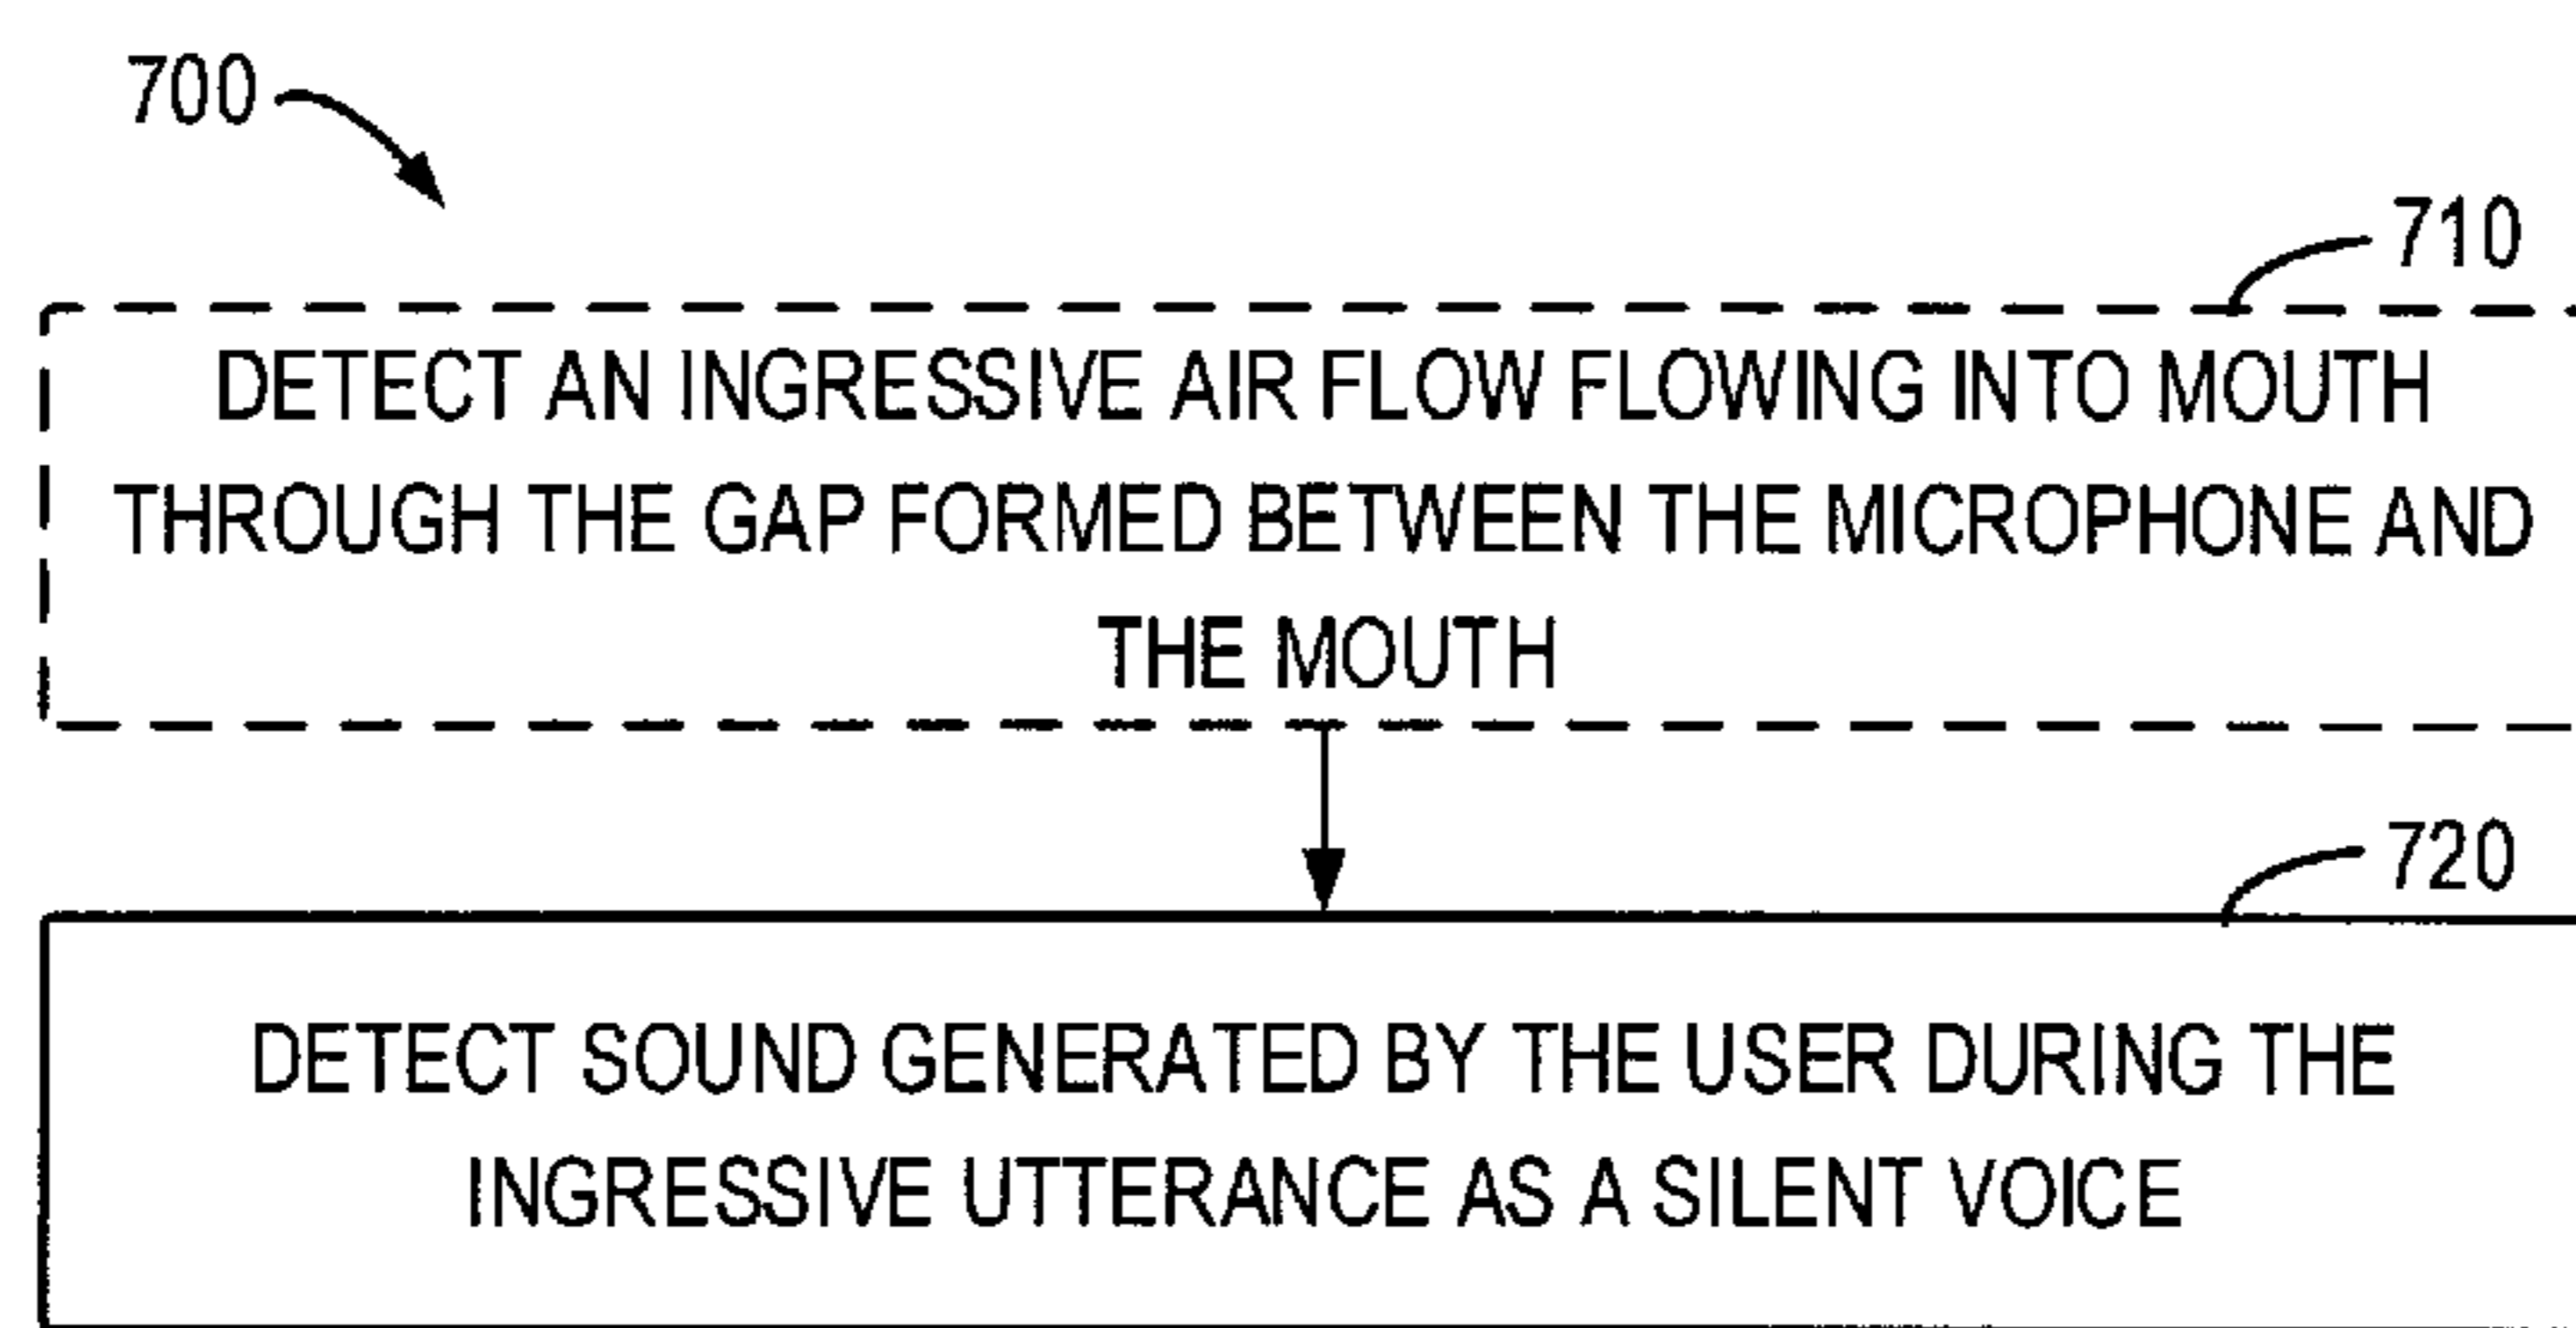 700
710
DETECT AN INGRESSIVE AIR FLOW FLOWING INTO MOUTH
THROUGH THE GAP FORMED BETWEEN THE MICROPHONE AND
THE MOUTH
720
DETECT SOUND GENERATED BY THE USER DURING THE
INGRESSIVE UTTERANCE AS A SILENT VOICE